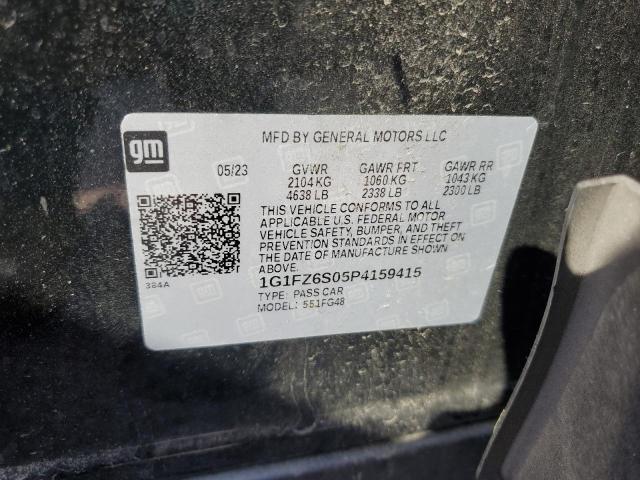 gm
MFD BY GENERAL MOTORS LLC
05/23 GVWR GAWR FRT GAWR RR
2104 KG 1060 KG 1043 KG
4638 LB 2338 LB 2300 LB
THIS VEHICLE CONFORMS TO ALL
APPLICABLE U.S. FEDERAL MOTOR
VEHICLE SAFETY, BUMPER, AND THEFT
PREVENTION STANDARDS IN EFFECT ON
THE DATE OF MANUFACTURE SHOWN
ABOVE.
384A
1G1FZ6S05P4159415
TYPE: PASS CAR
MODEL: 551FG48